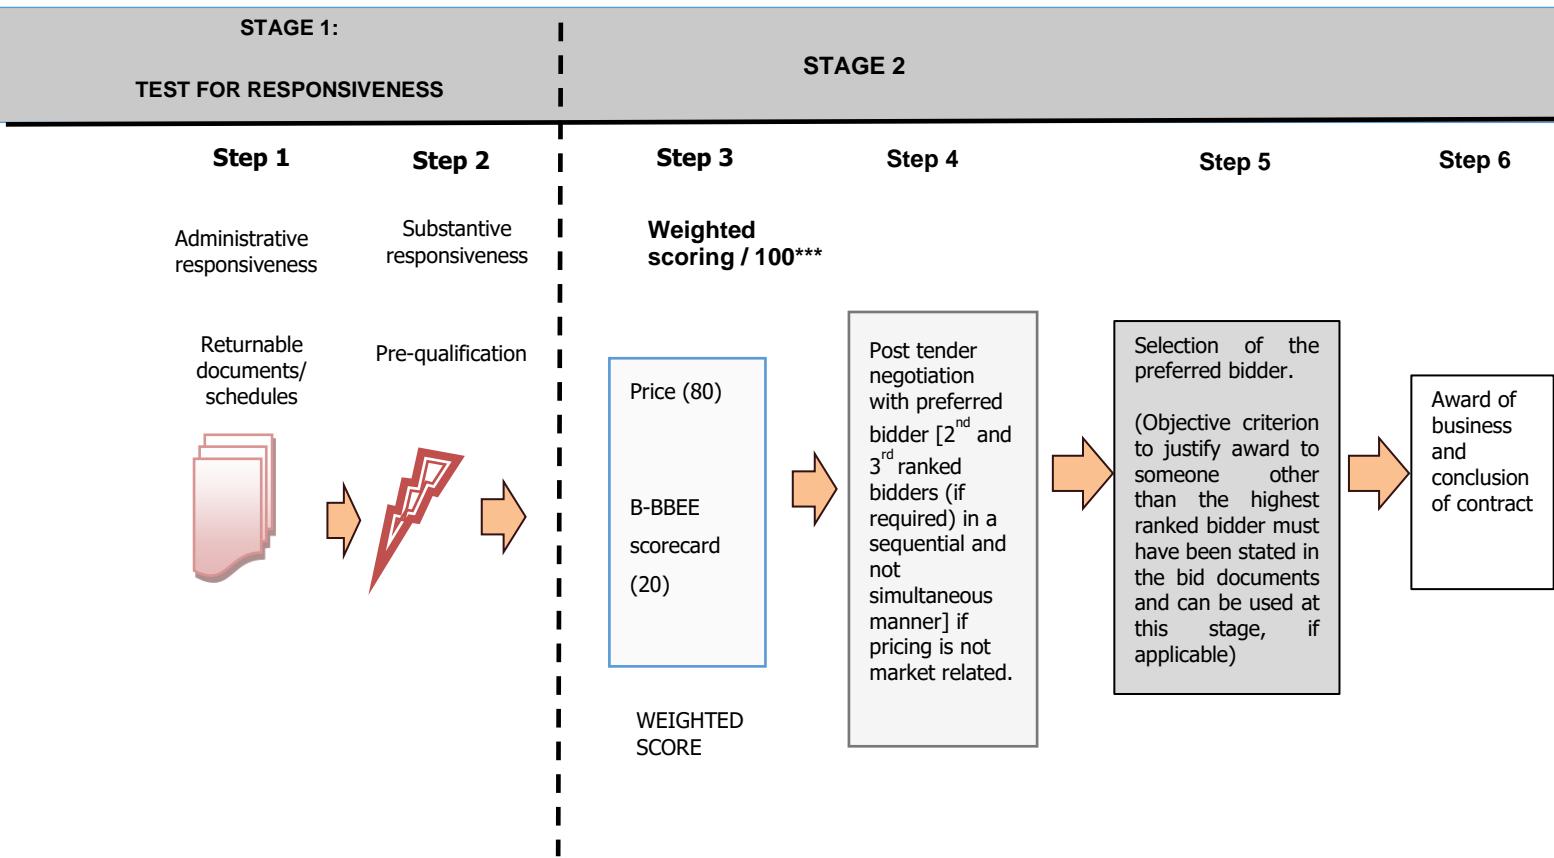 STAGE 1:
TEST FOR RESPONSIVENESS
STAGE 2
Step 1
Step 2
Step 3
Step 4
Step 5
Step 6
Administrative
responsiveness
Substantive
responsiveness
Weighted
scoring / 100***
Returnable
documents/
schedules
Pre-qualification
Price (80)
B-BBEE
scorecard
(20)
WEIGHTED
SCORE
Post tender
negotiation
with preferred
bidder [2nd and
3rd ranked
bidders (if
required) in a
sequential and
not
simultaneous
manner] if
pricing is not
market related.
Selection of the
preferred bidder.
(Objective criterion
to justify award to
someone other
than the highest
ranked bidder must
have been stated in
the bid documents
and can be used at
this stage, if
applicable)
Award of
business
and
conclusion
of contract